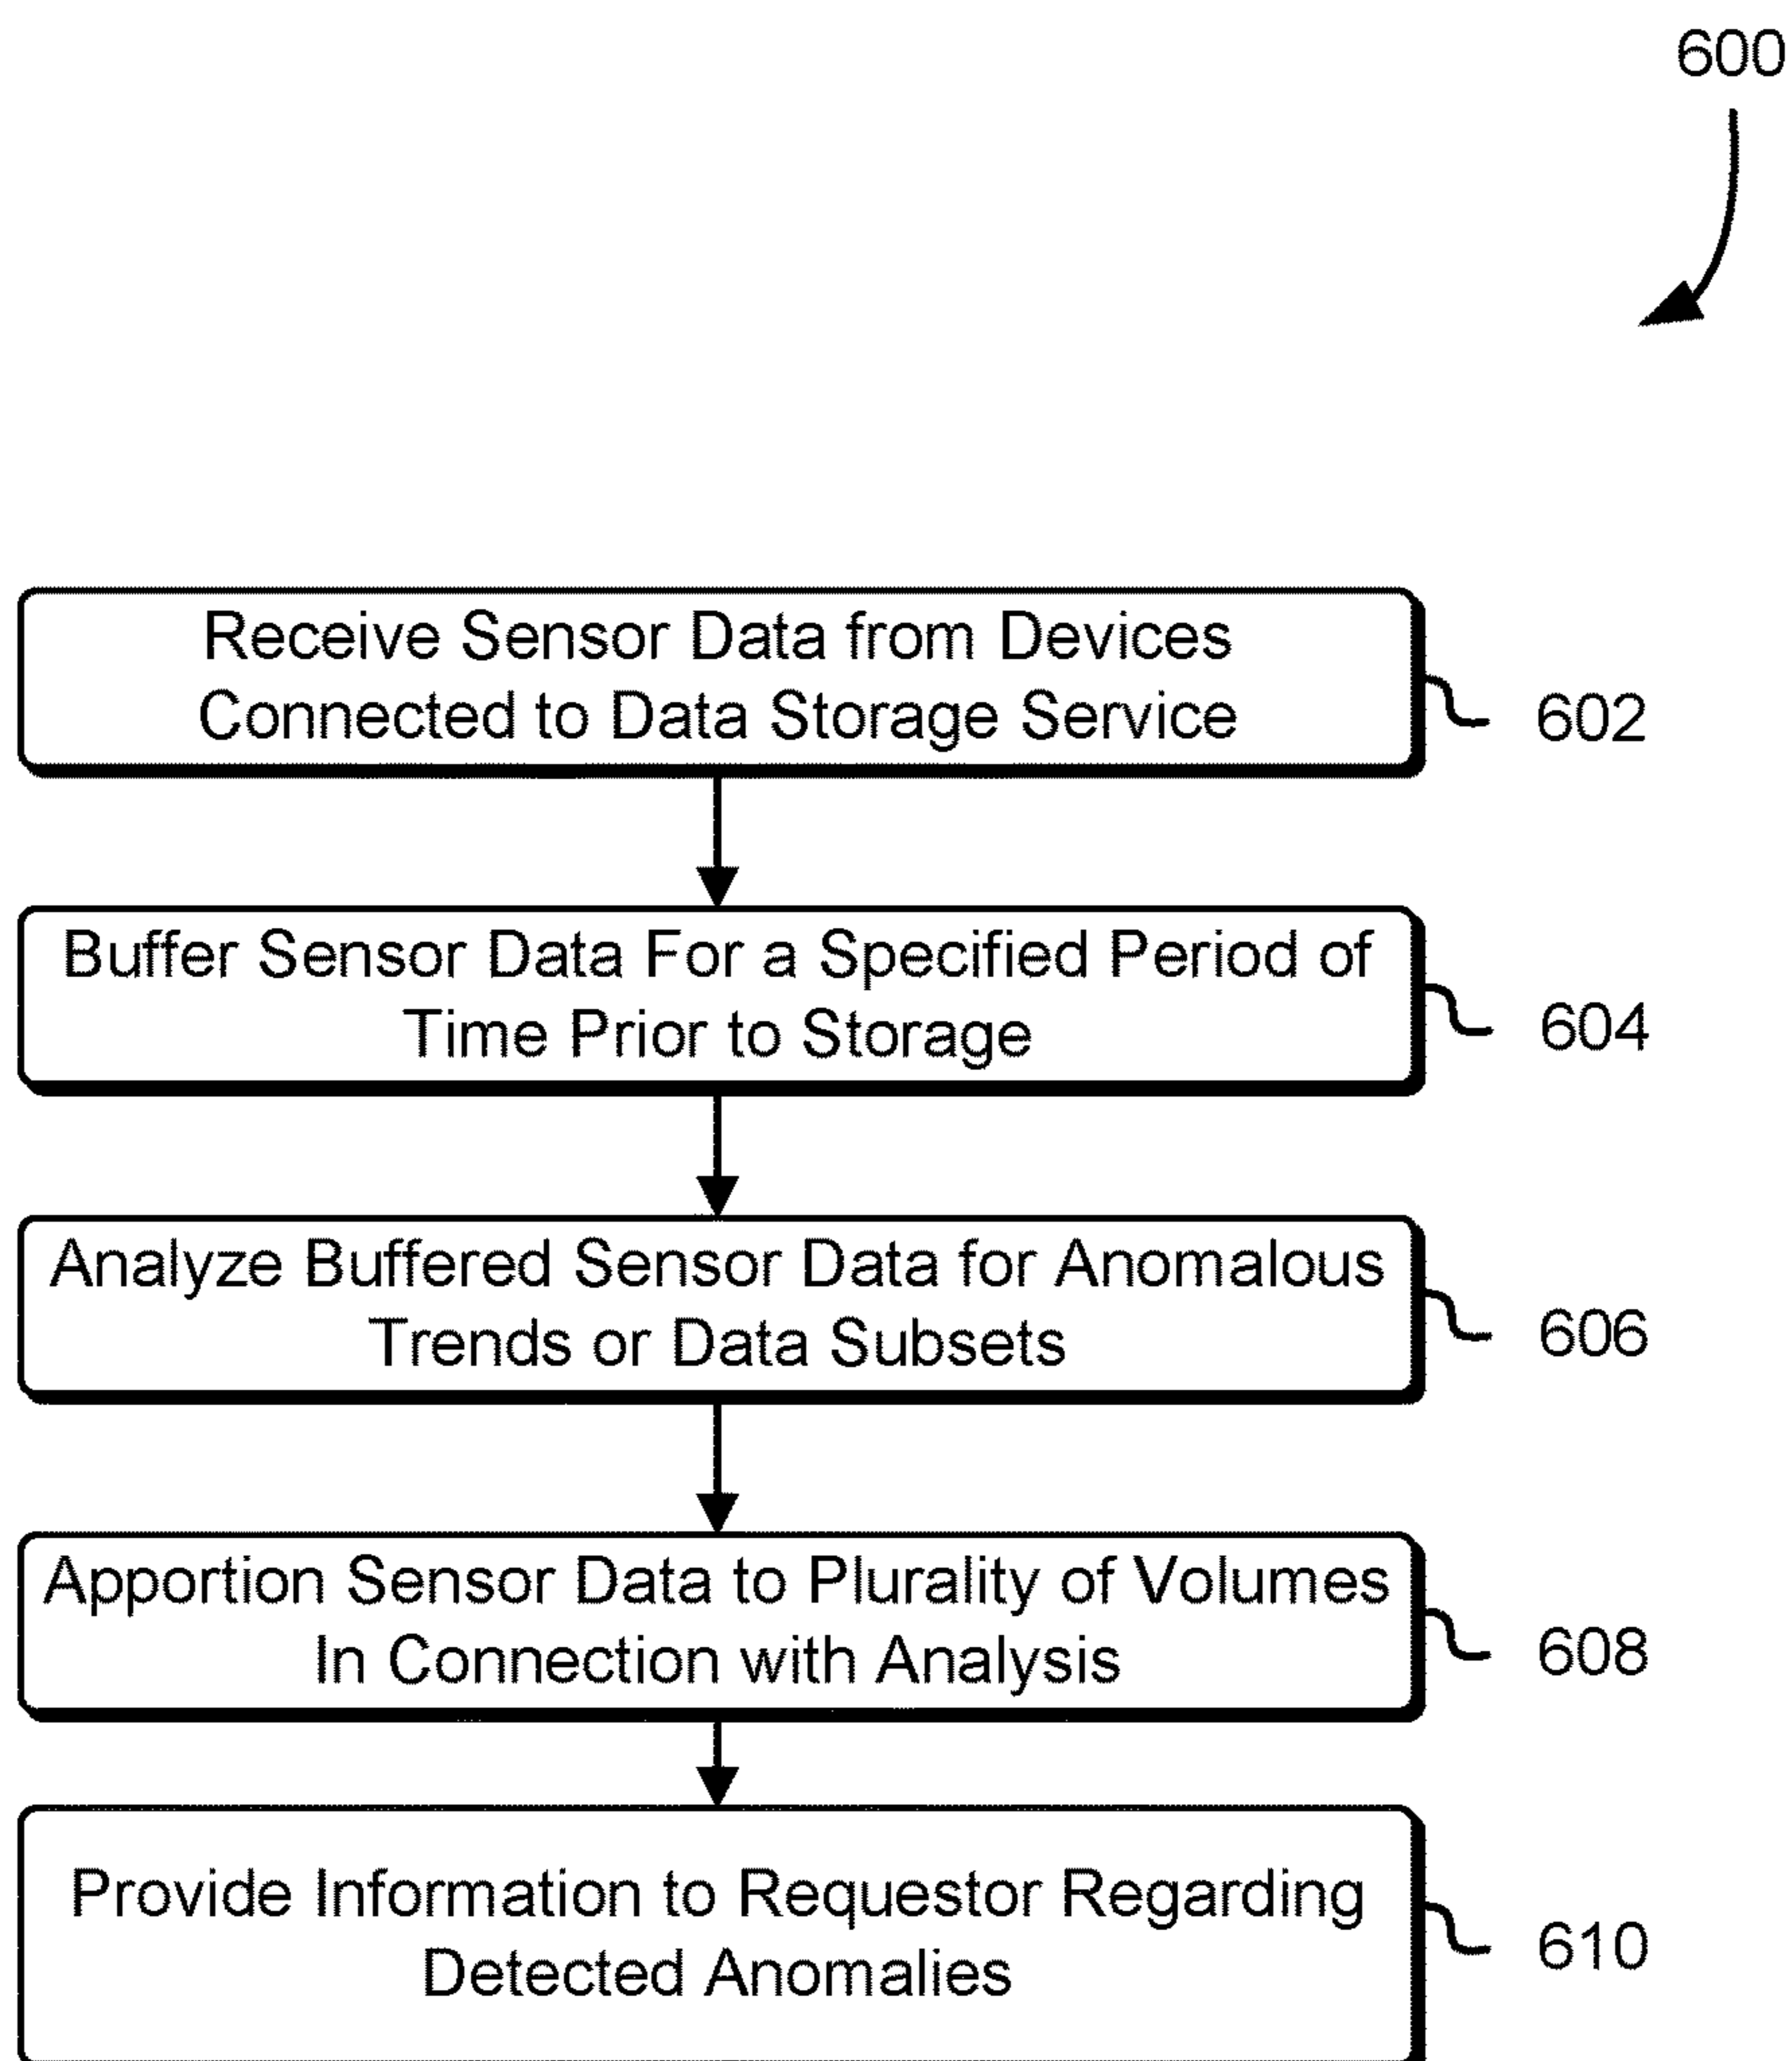 600
Receive Sensor Data from Devices
Connected to Data Storage Service
602
Buffer Sensor Data For a Specified Period of
Time Prior to Storage
604
Analyze Buffered Sensor Data for Anomalous
Trends or Data Subsets
606
Apportion Sensor Data to Plurality of Volumes
In Connection with Analysis
608
Provide Information to Requestor Regarding
Detected Anomalies
610